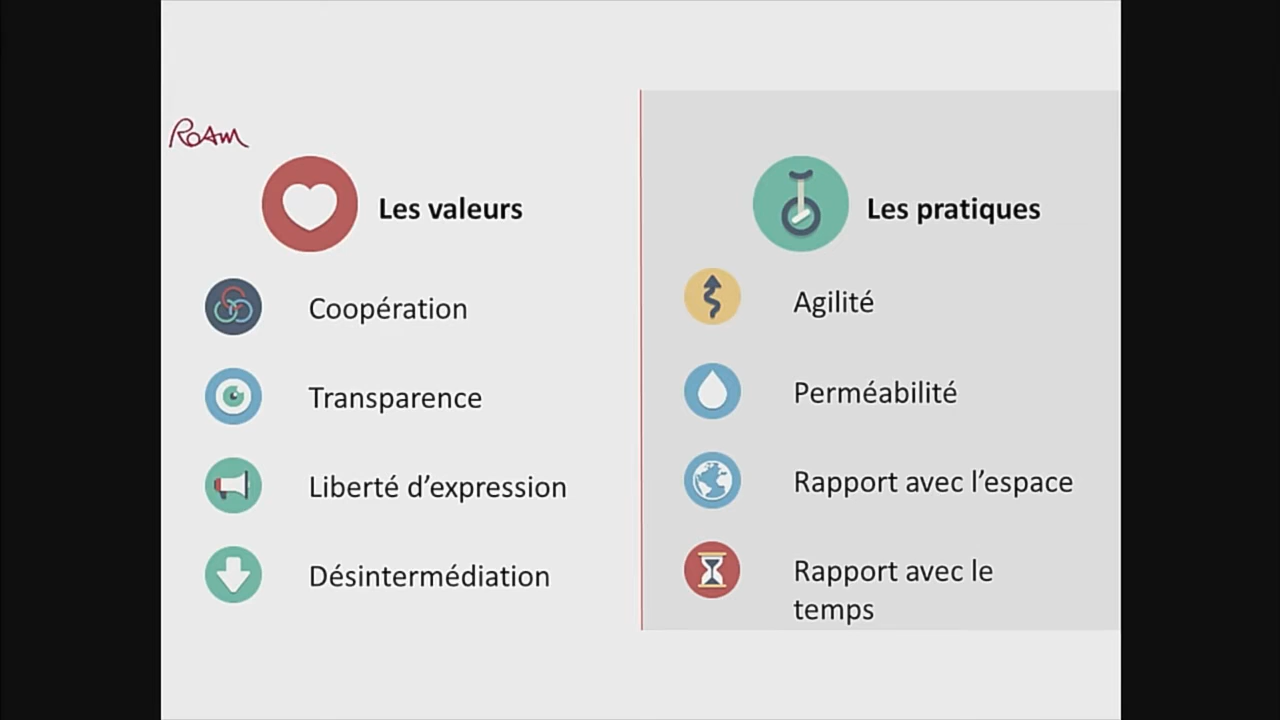 ROAM
Les valeurs
Coopération
Transparence
Liberté d’expression
Désintermédiation
Les pratiques
Agilité
Perméabilité
Rapport avec l’espace
Rapport avec le
temps